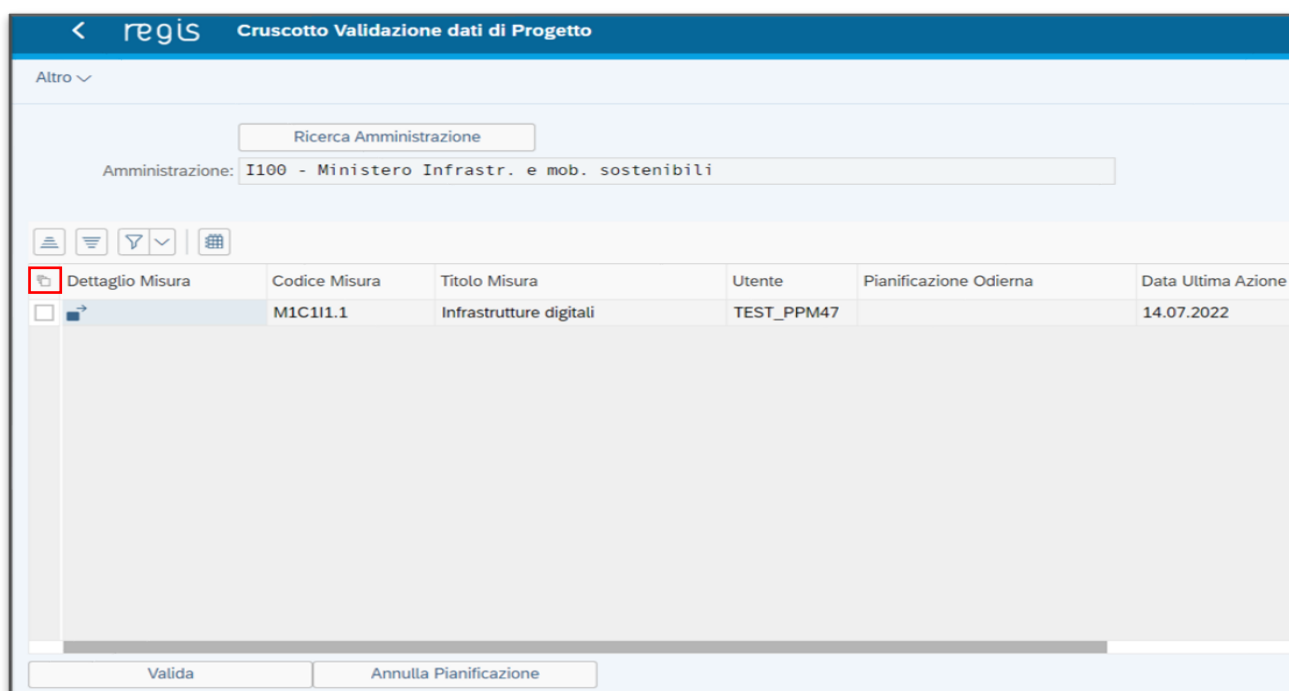 regis Cruscotto Validazione dati di Progetto
Altro
Ricerca Amministrazione
Amministrazione: I100 - Ministero Infrastr. e mob. sostenibili
Dettaglio Misura Codice Misura Titolo Misura Utente Pianificazione Odierna Data Ultima Azione
M1C1I1.1 Infrastrutture digitali TEST_PPM47 14.07.2022
Valida Annulla Pianificazione